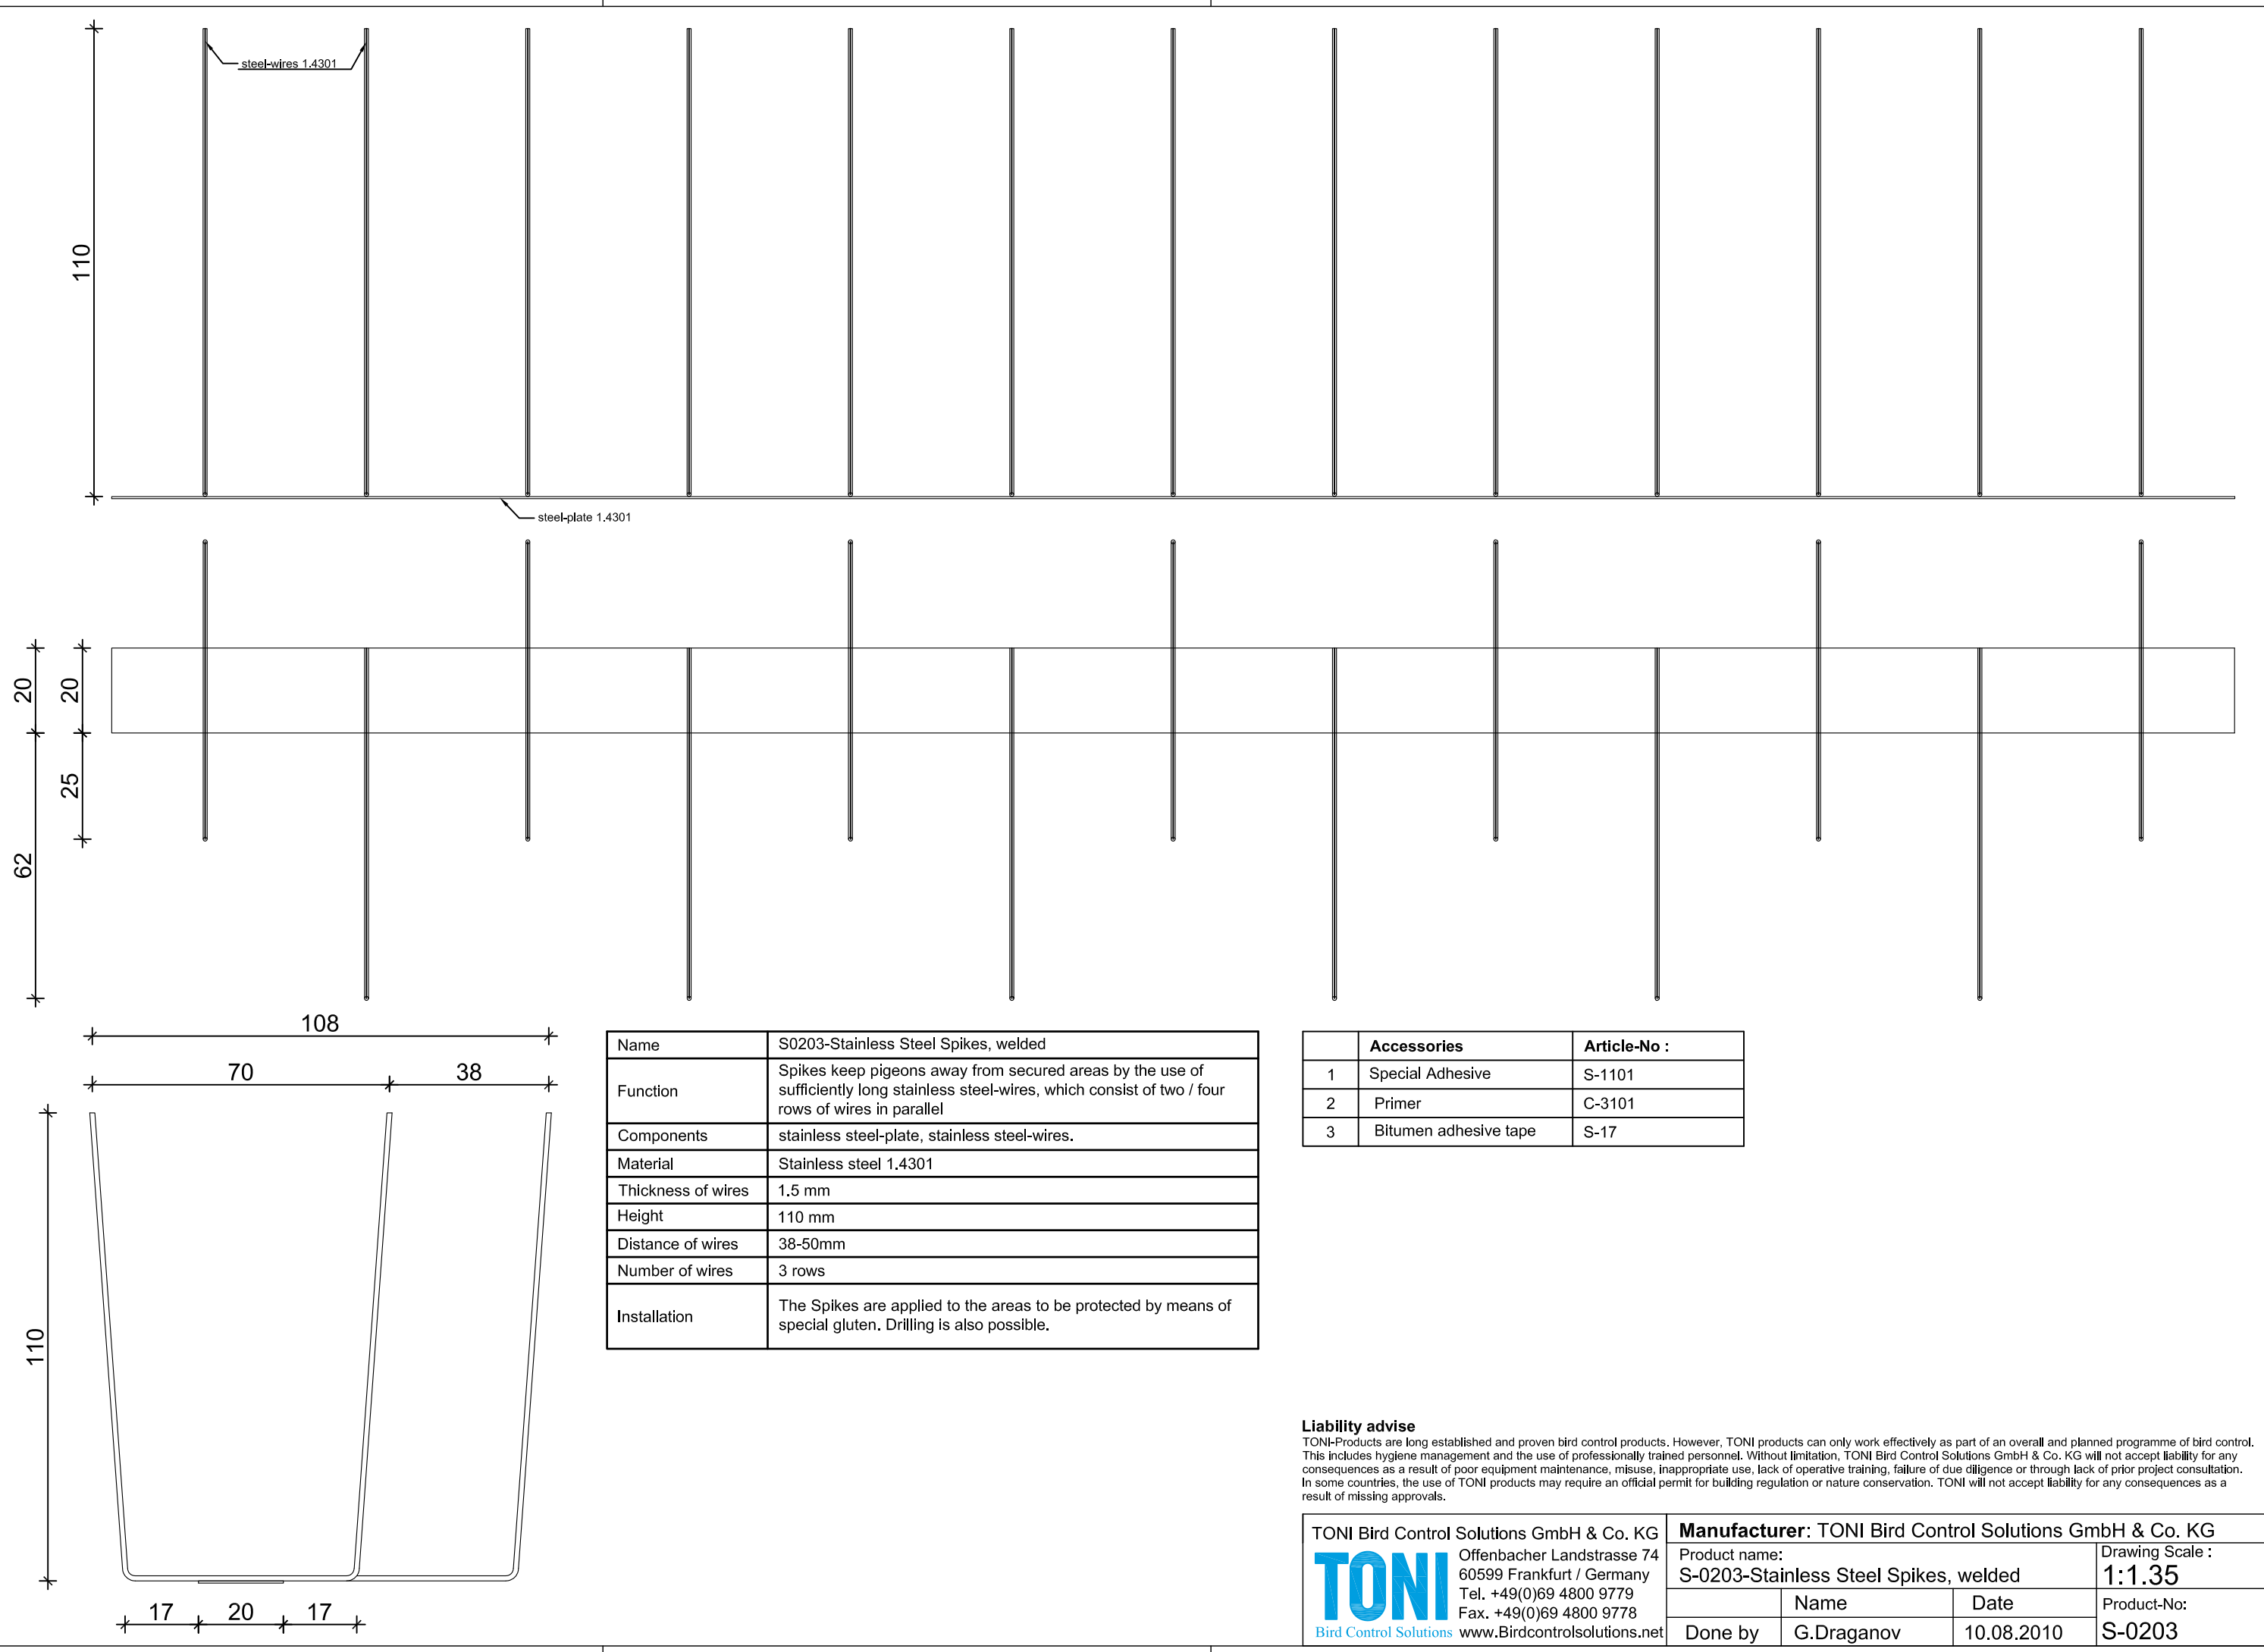 steel-wires 1.4301
110
steel-plate 1.4301
20
20
25
62
108
70
38
110
17
20
17
Name
S0203-Stainless Steel Spikes, welded
Function
Spikes keep pigeons away from secured areas by the use of
sufficiently long stainless steel-wires, which consist of two / four
rows of wires in parallel
Components
stainless steel-plate, stainless steel-wires.
Material
Stainless steel 1.4301
Thickness of wires
1.5 mm
Height
110 mm
Distance of wires
38-50mm
Number of wires
3 rows
Installation
The Spikes are applied to the areas to be protected by means of
special gluten. Drilling is also possible.
Accessories
Article-No :
1
Special Adhesive
S-1101
2
Primer
C-3101
3
Bitumen adhesive tape
S-17
Liability advise
TONI-Products are long established and proven bird control products. However, TONI products can only work effectively as part of an overall and planned programme of bird control.
This includes hygiene management and the use of professionally trained personnel. Without limitation, TONI Bird Control Solutions GmbH & Co. KG will not accept liability for any
consequences as a result of poor equipment maintenance, misuse, inappropriate use, lack of operative training, failure of due diligence or through lack of prior project consultation.
In some countries, the use of TONI products may require an official permit for building regulation or nature conservation. TONI will not accept liability for any consequences as a
result of missing approvals.
TONI Bird Control Solutions GmbH & Co. KG
TONI
Bird Control Solutions
Offenbacher Landstrasse 74
60599 Frankfurt / Germany
Tel. +49(0)69 4800 9779
Fax. +49(0)69 4800 9778
www.Birdcontrolsolutions.net
Manufacturer: TONI Bird Control Solutions GmbH & Co. KG
Product name:
S-0203-Stainless Steel Spikes, welded
Drawing Scale :
1:1.35
Name
Date
Product-No:
Done by
G.Draganov
10.08.2010
S-0203